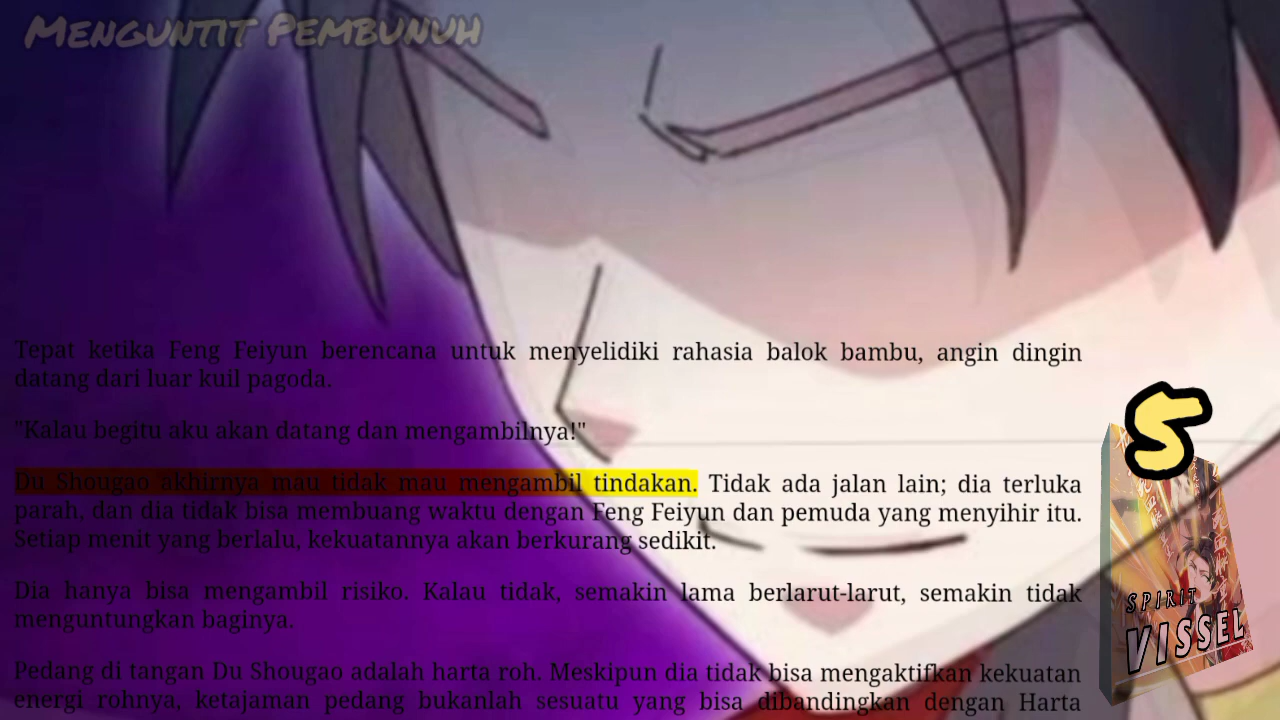 Menguntit Pembunuh
Tepat ketika Feng Feiyun berencana untuk menyelidiki rahasia balok bambu, angin dingin
datang dari luar kuil pagoda.
"Kalau begitu aku akan datang dan mengambilnya!"
Du Shougao akhirnya mau tidak mau mengambil tindakan. Tidak ada jalan lain; dia terluka
parah, dan dia tidak bisa membuang waktu dengan Feng Feiyun dan pemuda yang menyihir itu.
Setiap menit yang berlalu, kekuatannya akan berkurang sedikit.
Dia hanya bisa mengambil risiko. Kalau tidak, semakin lama berlarut-larut, semakin tidak
menguntungkan baginya.
Pedang di tangan Du Shougao adalah harta roh. Meskipun dia tidak bisa mengaktifkan kekuatan
energi rohnya, ketajaman pedang bukanlah sesuatu yang bisa dibandingkan dengan Harta
S
SPIRIT
VISSEL